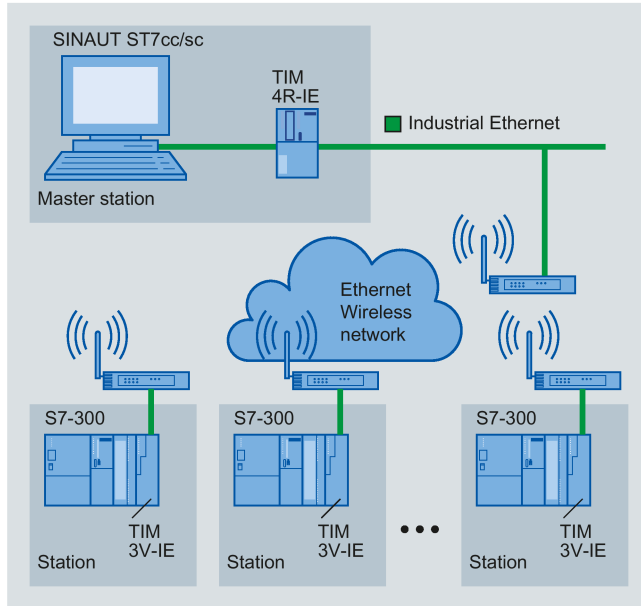 SINAUT ST7cc/sc
TIM
4R-IE
Industrial Ethernet
Master station
Ethernet
Wireless
network
S7-300
TIM
3V-IE
Station
S7-300
TIM
3V-IE
Station
S7-300
TIM
3V-IE
Station